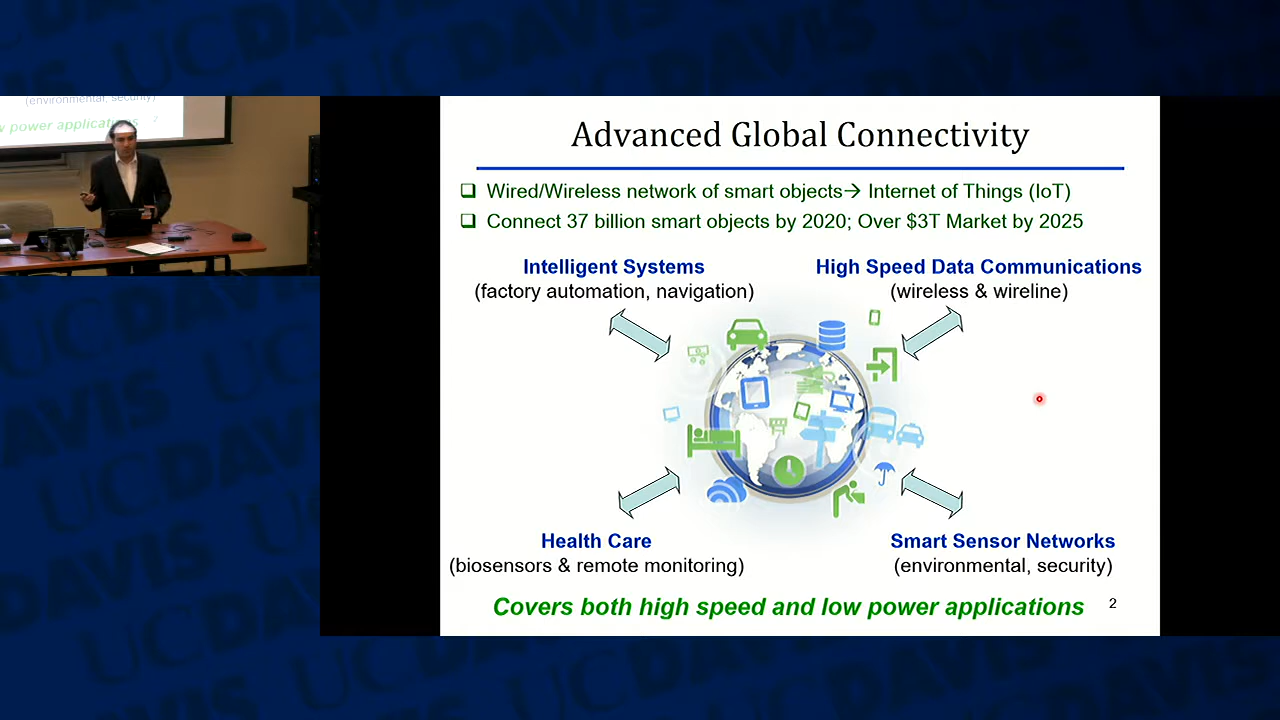 Advanced Global Connectivity
❑ Wired/Wireless network of smart objects→ Internet of Things (IoT)
❑ Connect 37 billion smart objects by 2020; Over $3T Market by 2025
Intelligent Systems
(factory automation, navigation)
High Speed Data Communications
(wireless & wireline)
Health Care
(biosensors & remote monitoring)
Smart Sensor Networks
(environmental, security)
Covers both high speed and low power applications
2
(environmental, security)
w power applications 2
UCDAVIS